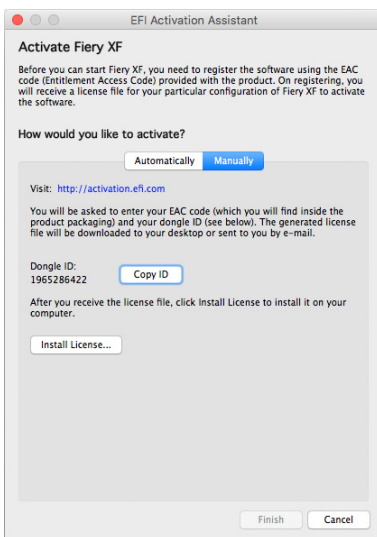 EFI Activation Assistant
Activate Fiery XF
Before you can start Fiery XF, you need to register the software using the EAC
code (Entitlement Access Code) provided with the product. On registering, you
will receive a license file for your particular configuration of Fiery XF to activate
the software.
How would you like to activate?
Automatically Manually
Visit: http://activation.efi.com
You will be asked to enter your EAC code (which you will find inside the
product packaging) and your dongle ID (see below). The generated license
file will be downloaded to your desktop or sent to you by e-mail.
Dongle ID:
1965286422
Copy ID
After you receive the license file, click Install License to install it on your
computer.
Install License...
Finish Cancel